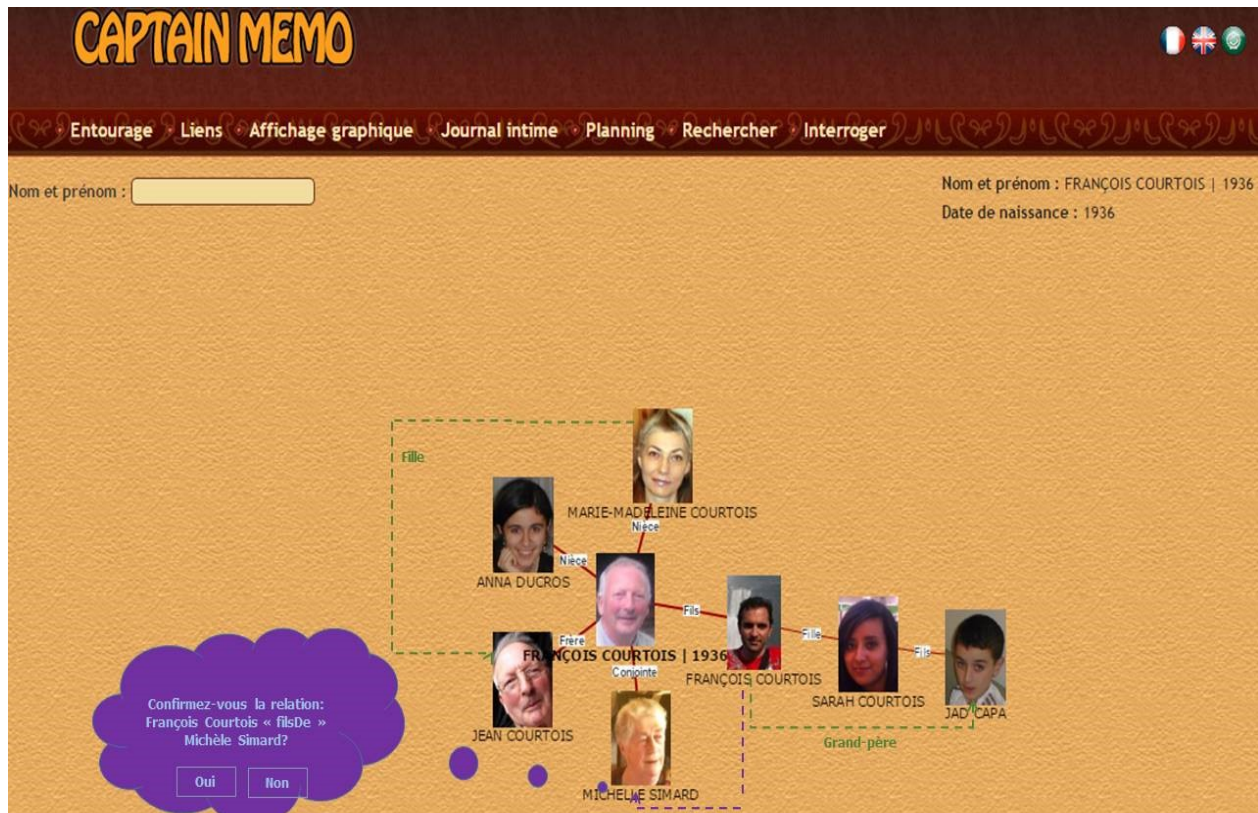 CAPTAIN MEMO
Entourage Liens Affichage graphique Journal intime Planning Rechercher Interroger
Nom et prénom :
Nom et prénom : FRANÇOIS COURTOIS | 1936
Date de naissance : 1936
Fille
MARIE-MADELEINE COURTOIS
Nièce
Nièce
ANNA DUCROS
Fils
Fille
Fils
Frère
FRANÇOIS COURTOIS | 1936
Conjointe
FRANÇOIS COURTOIS
SARAH COURTOIS
JAD CAPA
JEAN COURTOIS
Grand-père
MICHELLE SIMARD
Confirmez-vous la relation:
François Courtois « filsDe »
Michèle Simard?
Oui Non